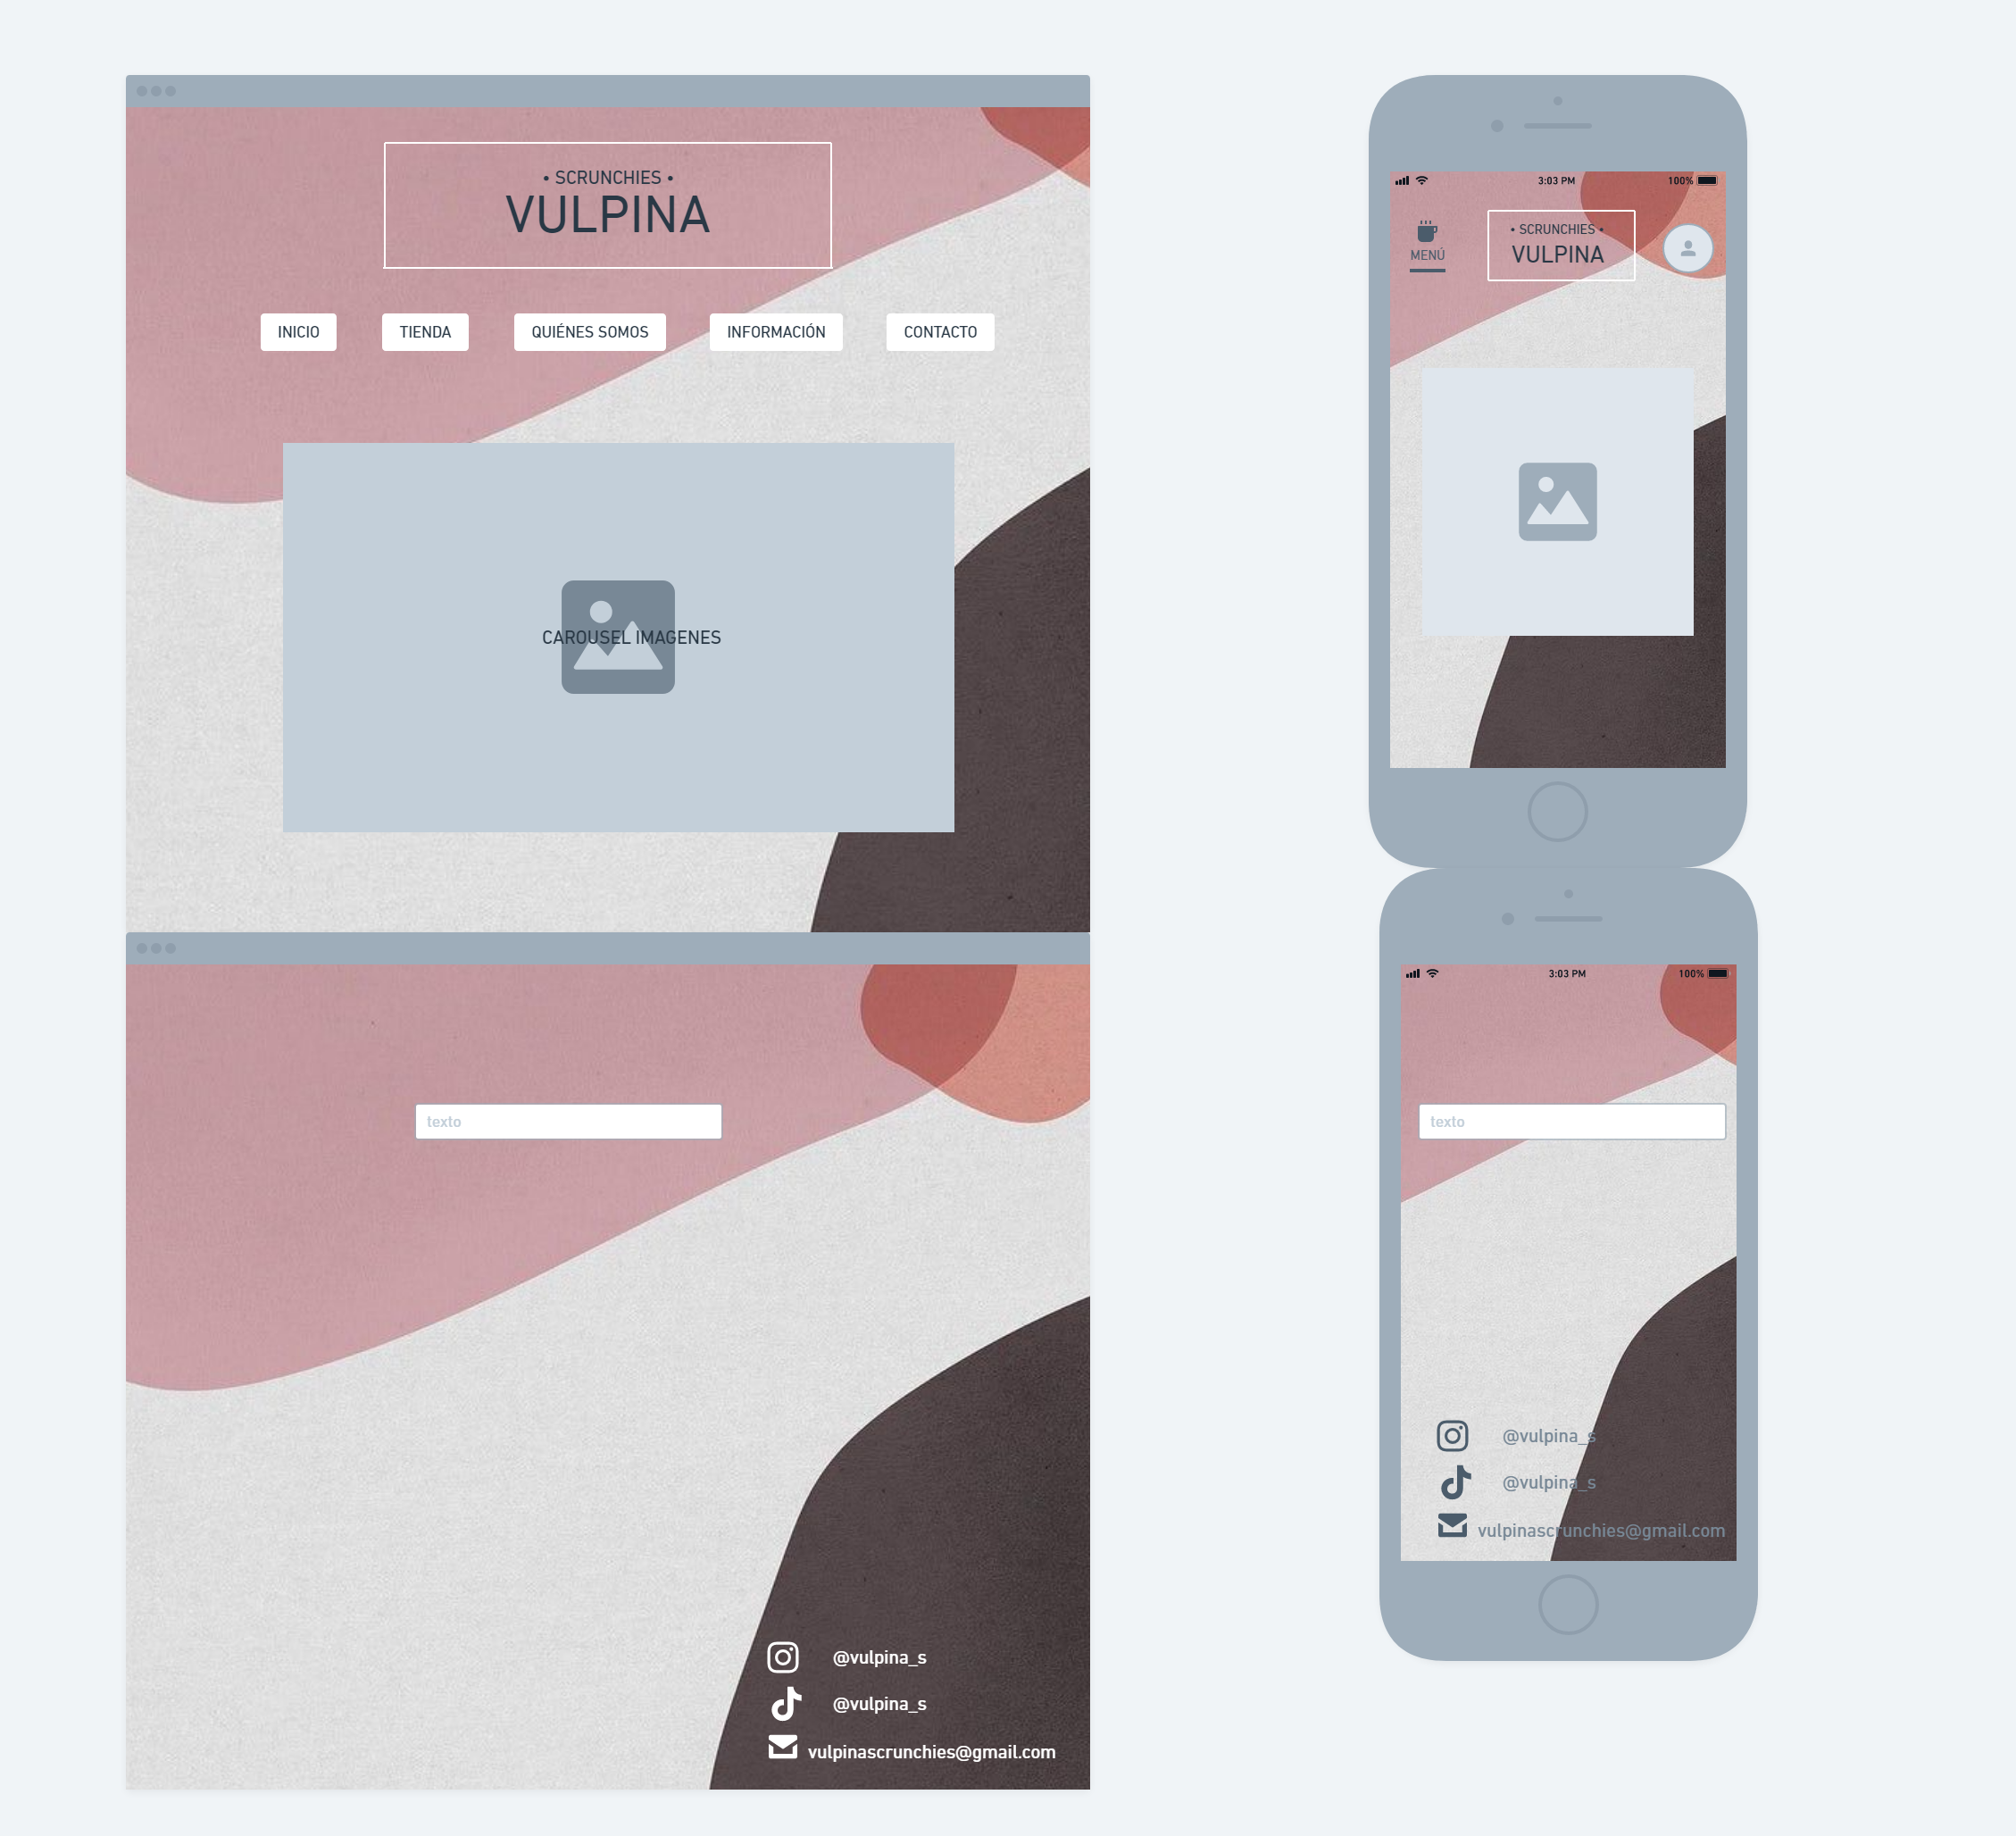 • SCRUNCHIES •
VULPINA
INICIO
TIENDA
QUIÉNES SOMOS
INFORMACIÓN
CONTACTO
CAROUSEL IMAGENES
texto
@vulpina_s
@vulpina_s
vulpinascrunchies@gmail.com
3:03 PM
100%
MENÚ
• SCRUNCHIES •
VULPINA
3:03 PM
100%
texto
@vulpina_s
@vulpina_s
vulpinascrunchies@gmail.com